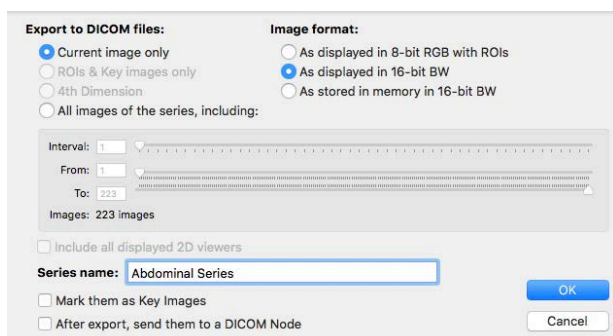 Export to DICOM files: Image format:
Current image only As displayed in 8-bit RGB with ROIs
ROIs & Key images only As displayed in 16-bit BW
4th Dimension As stored in memory in 16-bit BW
All images of the series, including:
Interval: 1
From: 1
To: 223
Images: 223 images
Include all displayed 2D viewers
Series name: Abdominal Series
Mark them as Key Images OK
After export, send them to a DICOM Node Cancel